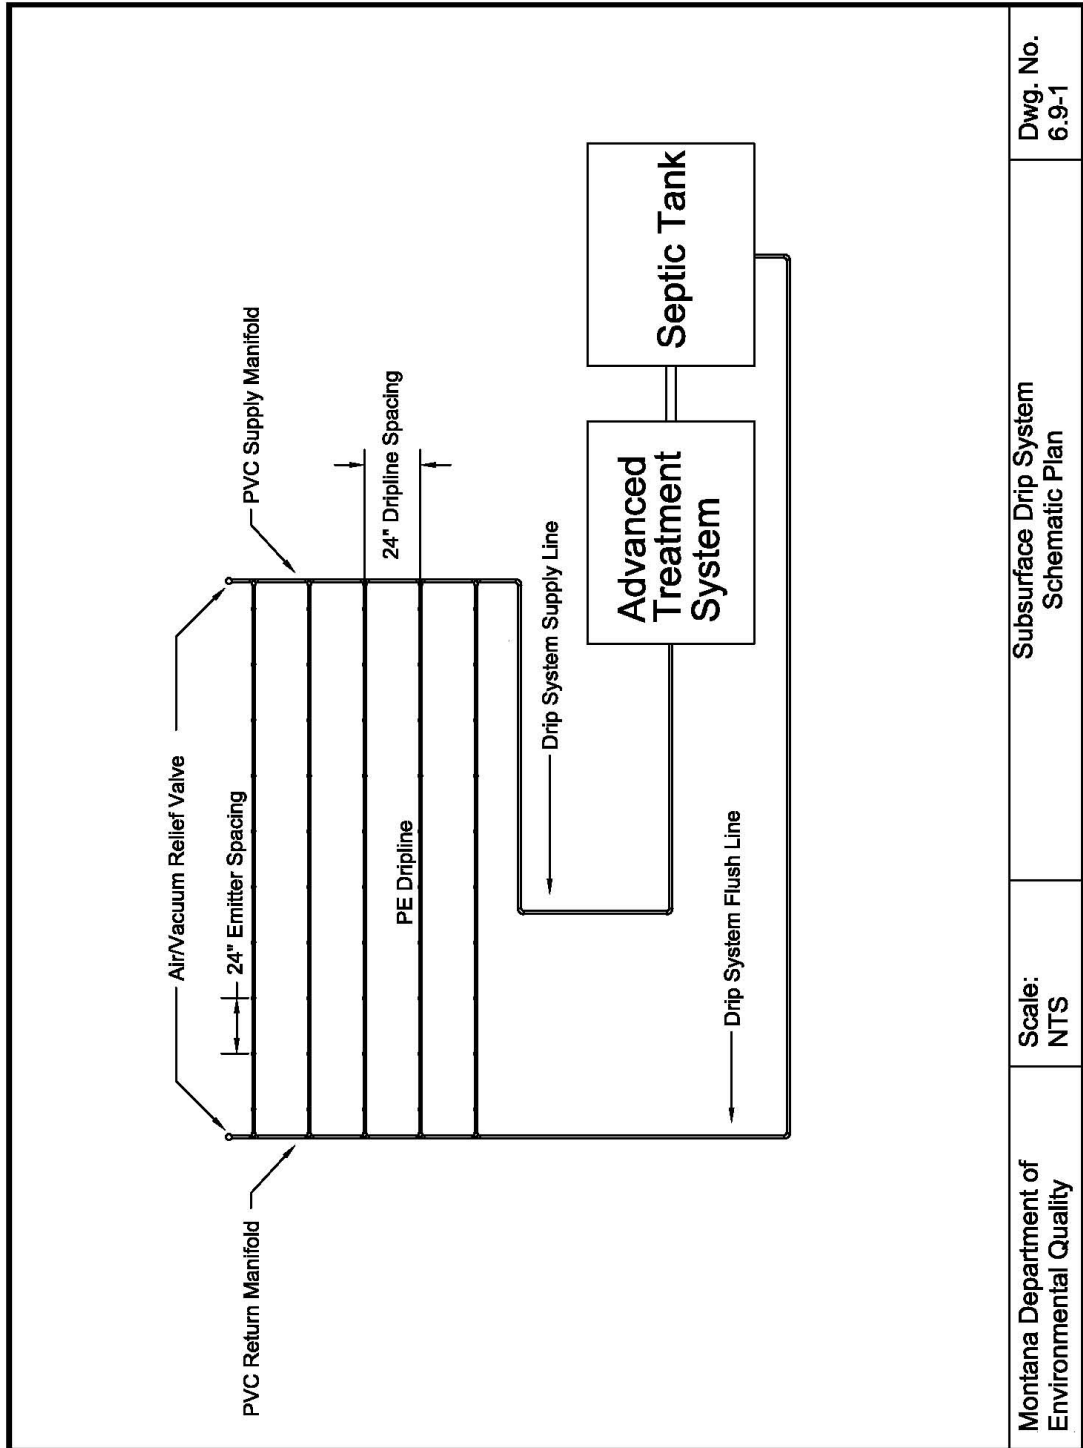 Air/Vacuum Relief Valve
24" Emitter Spacing
PVC Return Manifold
PVC Supply Manifold
24" Dripline Spacing
PE Dripline
Drip System Supply Line
Drip System Flush Line
Advanced
Treatment
System
Septic Tank
Montana Department of
Environmental Quality
Scale:
NTS
Subsurface Drip System
Schematic Plan
Dwg. No.
6.9-1